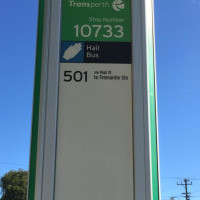 Transperth
Stop Number
10733
Hail
Bus
501 via High St
to Fremantle Stn